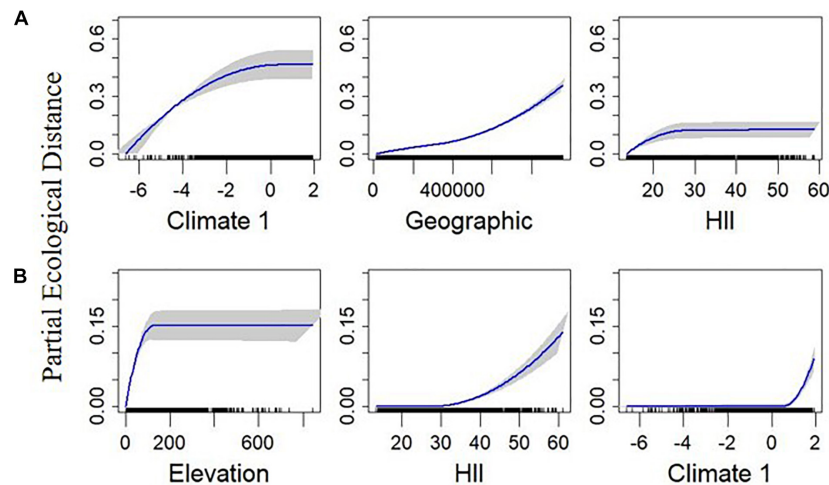 A
Partial Ecological Distance
0.0 0.3 0.6
-6 -4 -2 0 2
Climate 1
0.0 0.3 0.6
0 400000
Geographic
0.0 0.3 0.6
20 30 40 50 60
HII
B
0.00 0.15
0 200 600
Elevation
0.00 0.15
20 30 40 50 60
HII
0.00 0.15
-6 -4 -2 0 2
Climate 1